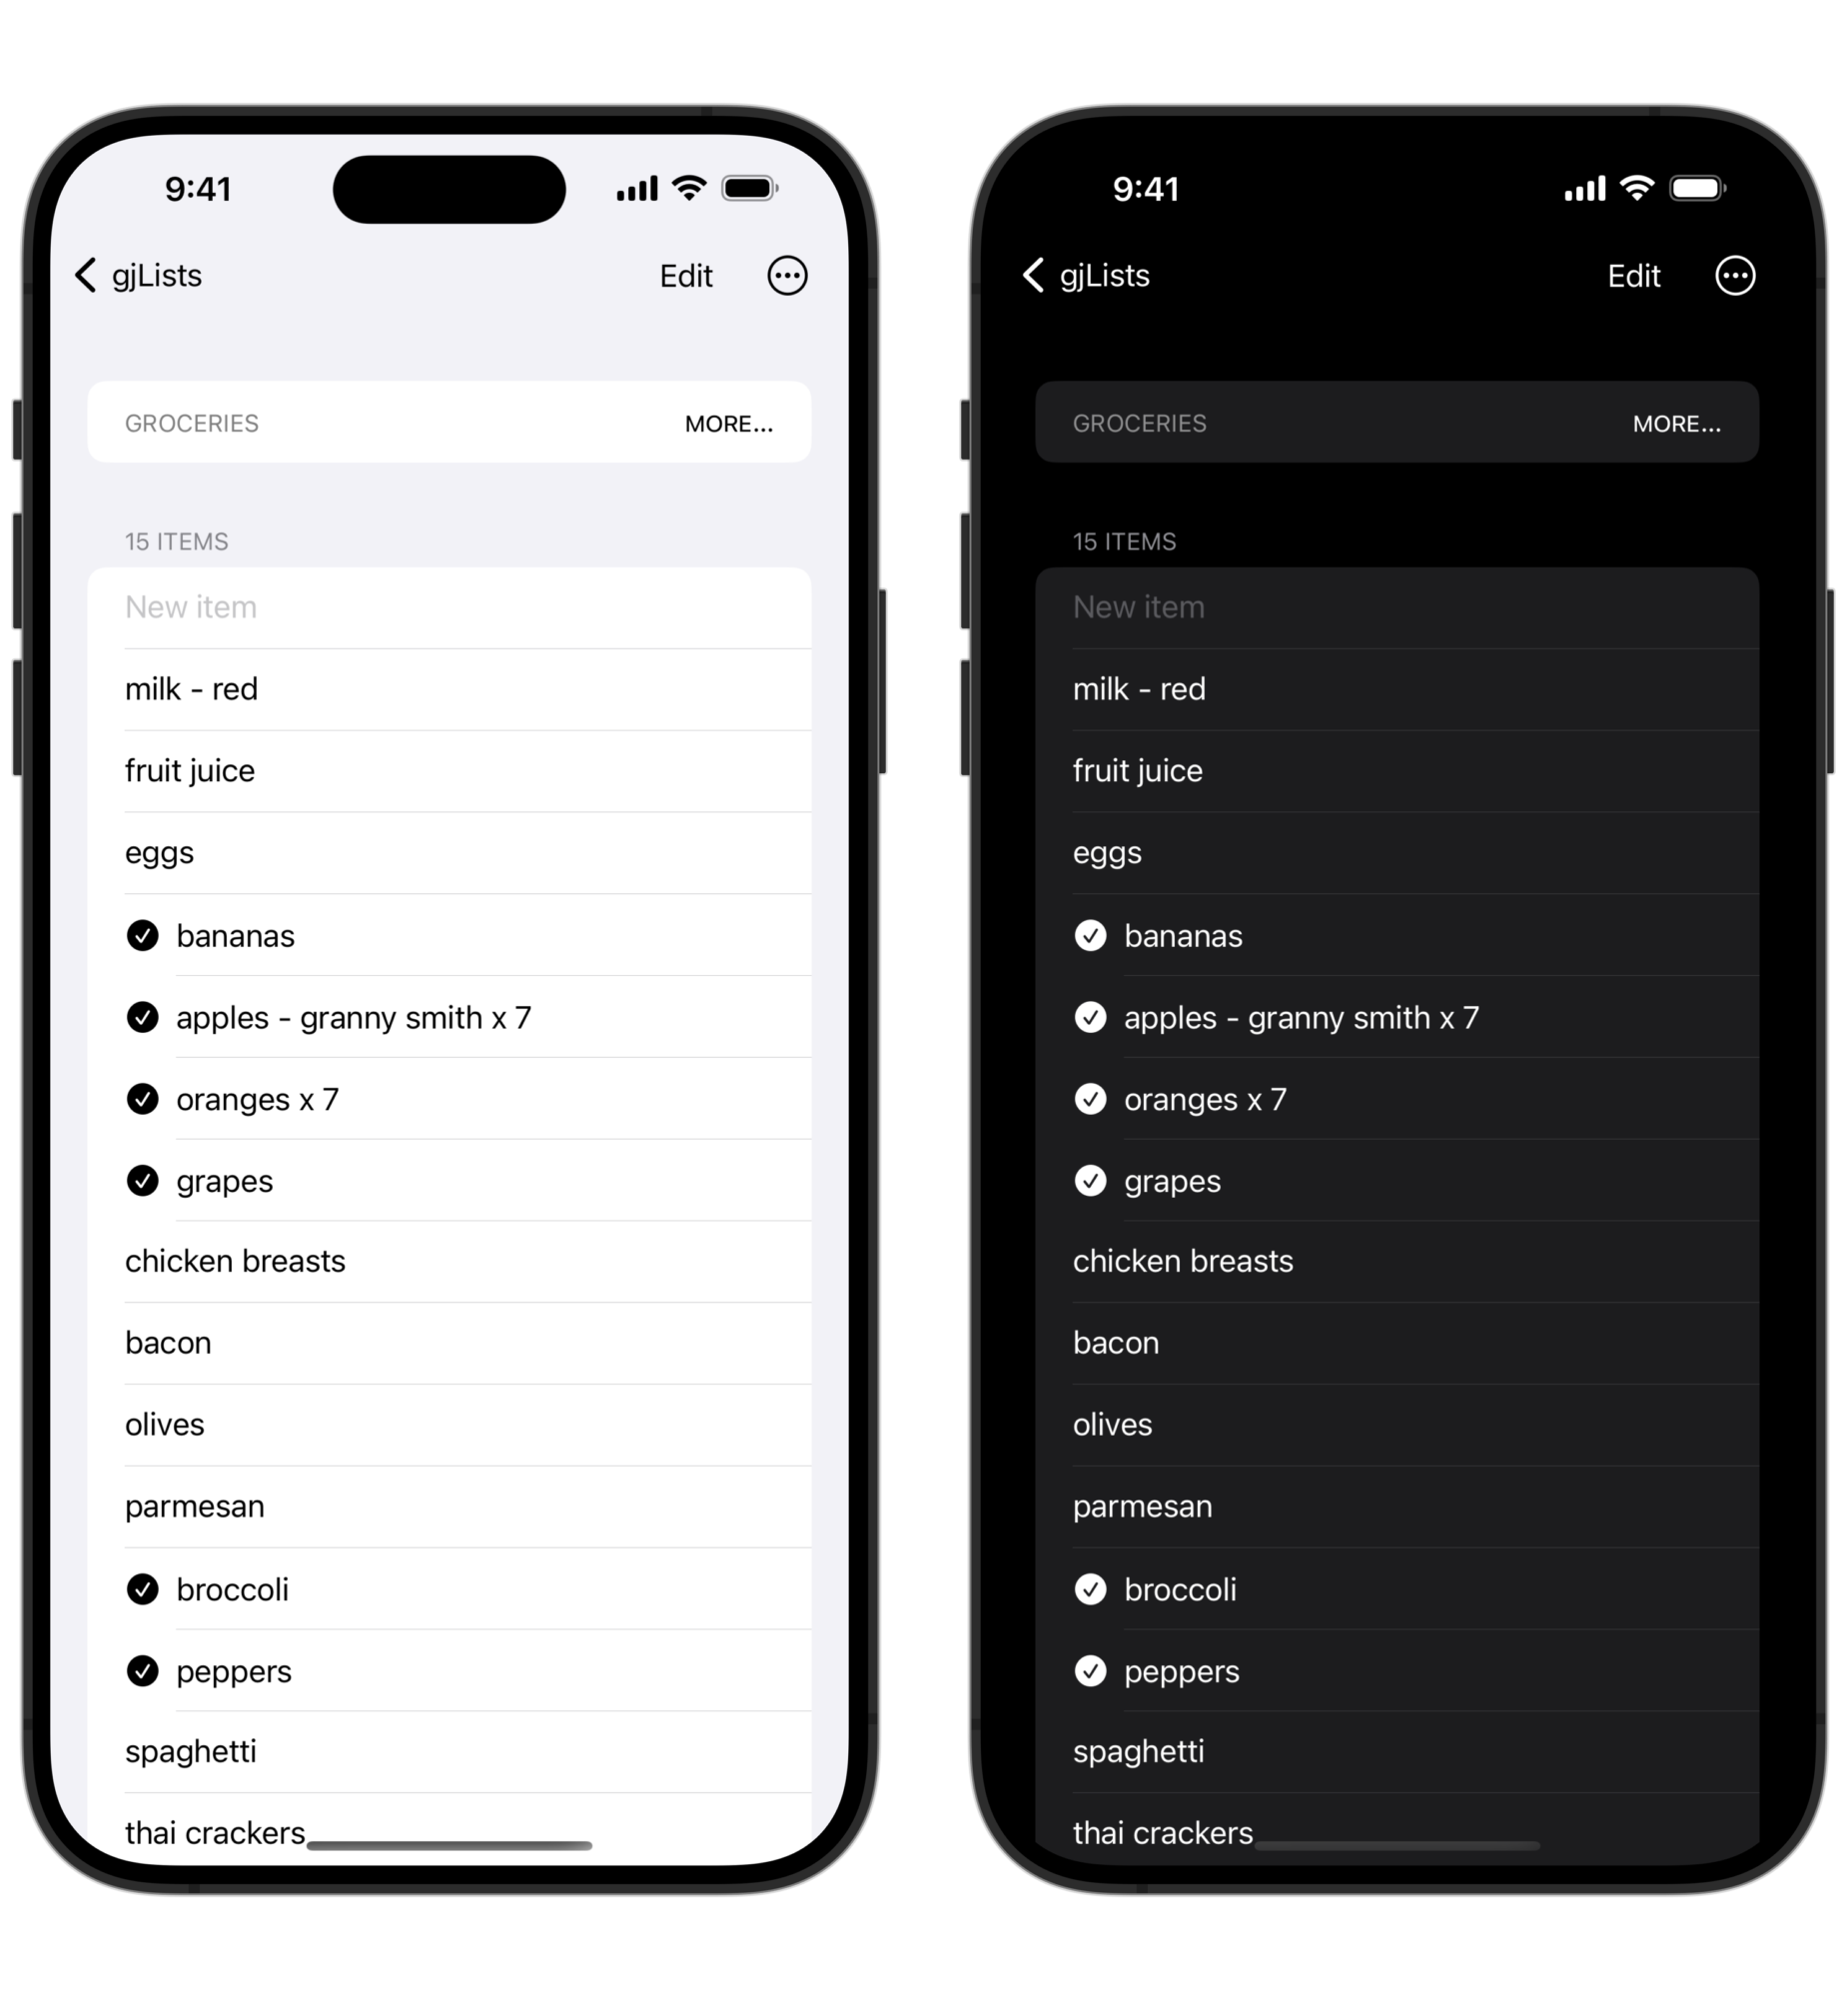 9:41
gjLists Edit
GROCERIES MORE...
15 ITEMS
New item
milk - red
fruit juice
eggs
bananas
apples - granny smith x 7
oranges x 7
grapes
chicken breasts
bacon
olives
parmesan
broccoli
peppers
spaghetti
thai crackers
9:41
gjLists Edit
GROCERIES MORE...
15 ITEMS
New item
milk - red
fruit juice
eggs
bananas
apples - granny smith x 7
oranges x 7
grapes
chicken breasts
bacon
olives
parmesan
broccoli
peppers
spaghetti
thai crackers